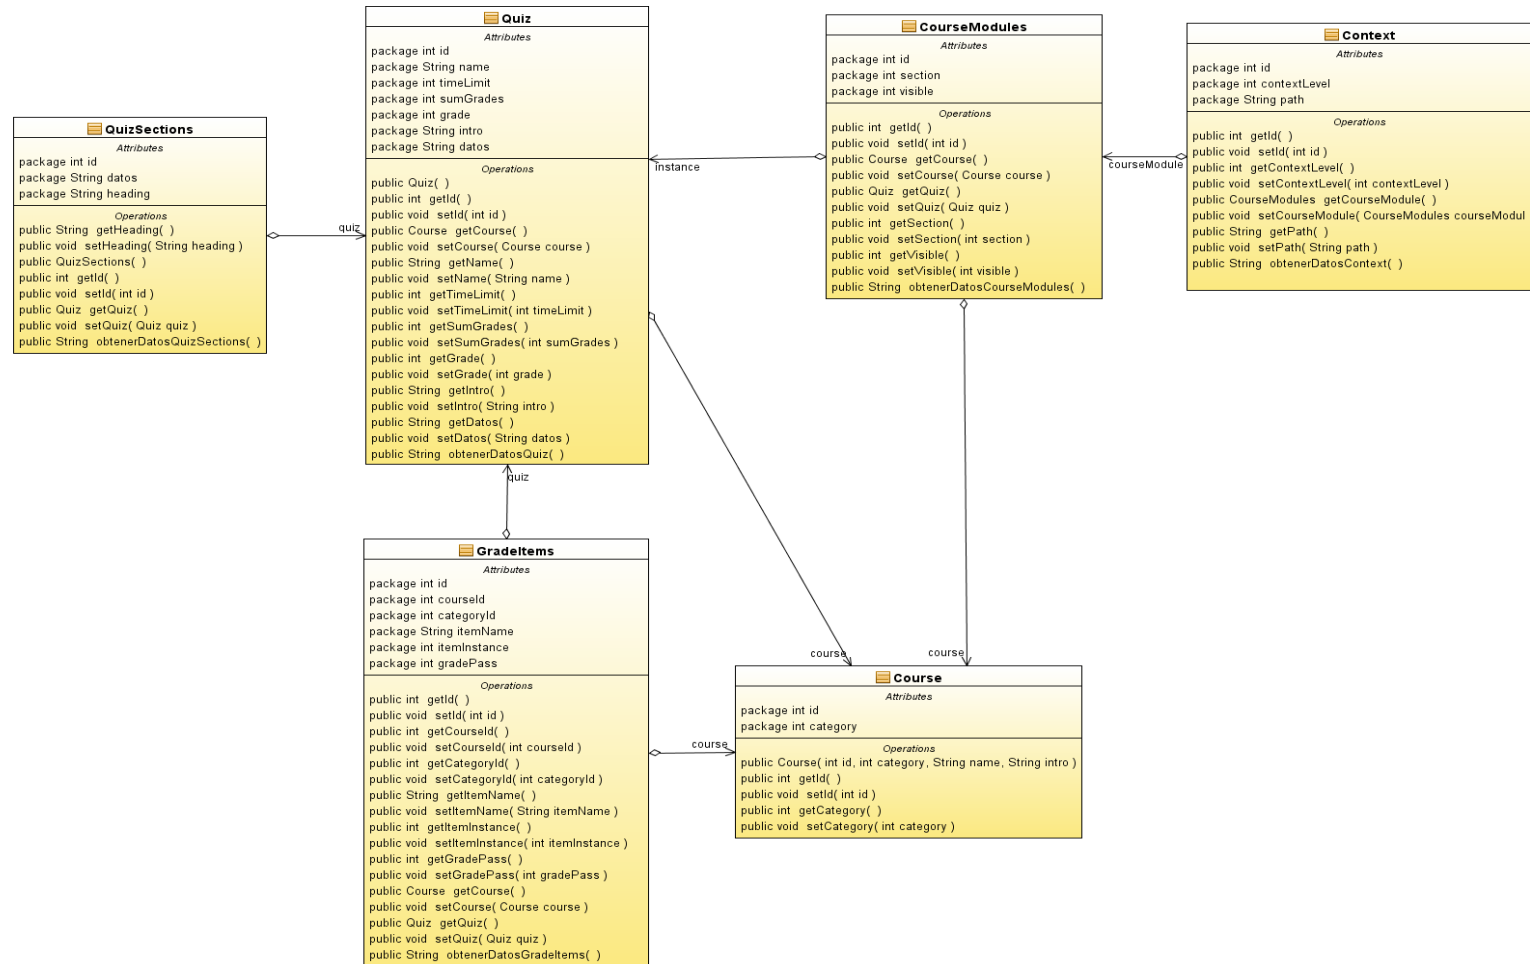 QuizSections
Attributes
package int id
package String datos
package String heading
Operations
public String getHeading( )
public void setHeading( String heading )
public QuizSections( )
public int getId( )
public void setId( int id )
public Quiz getQuiz( )
public void setQuiz( Quiz quiz )
public String obtenerDatosQuizSections( )
quiz
Quiz
Attributes
package int id
package String name
package int timeLimit
package int sumGrades
package int grade
package String intro
package String datos
Operations
public Quiz( )
public int getId( )
public void setId( int id )
public Course getCourse( )
public void setCourse( Course course )
public String getName( )
public void setName( String name )
public int getTimeLimit( )
public void setTimeLimit( int timeLimit )
public int getSumGrades( )
public void setSumGrades( int sumGrades )
public int getGrade( )
public void setGrade( int grade )
public String getIntro( )
public void setIntro( String intro )
public String getDatos( )
public void setDatos( String datos )
public String obtenerDatosQuiz( )
instance
CourseModules
Attributes
package int id
package int section
package int visible
Operations
public int getId( )
public void setId( int id )
public Course getCourse( )
public void setCourse( Course course )
public Quiz getQuiz( )
public void setQuiz( Quiz quiz )
public int getSection( )
public void setSection( int section )
public int getVisible( )
public void setVisible( int visible )
public String obtenerDatosCourseModules( )
courseModule
Context
Attributes
package int id
package int contextLevel
package String path
Operations
public int getId( )
public void setId( int id )
public int getContextLevel( )
public void setContextLevel( int contextLevel )
public CourseModules getCourseModule( )
public void setCourseModule( CourseModules courseModul
public String getPath( )
public void setPath( String path )
public String obtenerDatosContext( )
quiz
GradeItems
Attributes
package int id
package int courseId
package int categoryId
package String itemName
package int itemInstance
package int gradePass
Operations
public int getId( )
public void setId( int id )
public int getCourseId( )
public void setCourseId( int courseId )
public int getCategoryId( )
public void setCategoryId( int categoryId )
public String getItemName( )
public void setItemName( String itemName )
public int getItemInstance( )
public void setItemInstance( int itemInstance )
public int getGradePass( )
public void setGradePass( int gradePass )
public Course getCourse( )
public void setCourse( Course course )
public Quiz getQuiz( )
public void setQuiz( Quiz quiz )
public String obtenerDatosGradeItems( )
course
course
course
Course
Attributes
package int id
package int category
Operations
public Course( int id, int category, String name, String intro )
public int getId( )
public void setId( int id )
public int getCategory( )
public void setCategory( int category )